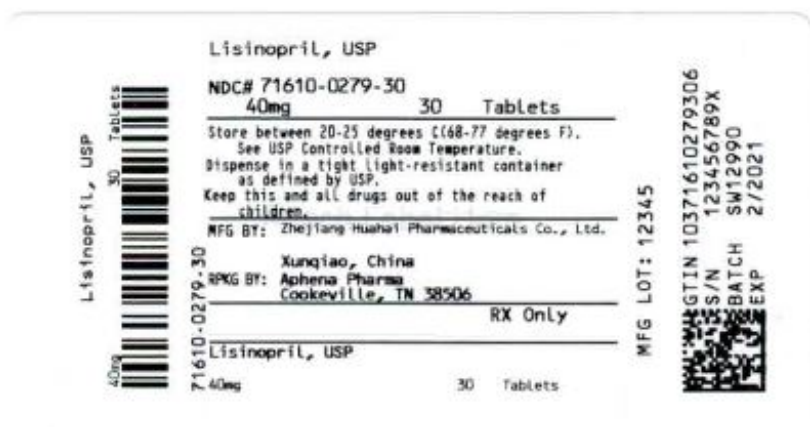 Lisinopril, USP
NDC# 71610-0279-30
40mg 30 Tablets
Store between 20-25 degrees C(68-77 degrees F).
See USP Controlled Room Temperature.
Dispense in a tight light-resistant container
as defined by USP.
Keep this and all drugs out of the reach of
children.
MFG BY: Zhejiang Huahai Pharmaceuticals Co., Ltd.
Xunqiao, China
RPKG BY: Aphena Pharma
Cookeville, TN 38506
RX Only
Lisinopril, USP
40mg 30 Tablets
Lisinopril, USP
40mg 30 Tablets
71610-0279-30
MFG LOT: 12345
GTIN 10371610279306
S/N 123456789X
BATCH SW12990
EXP 2/2021